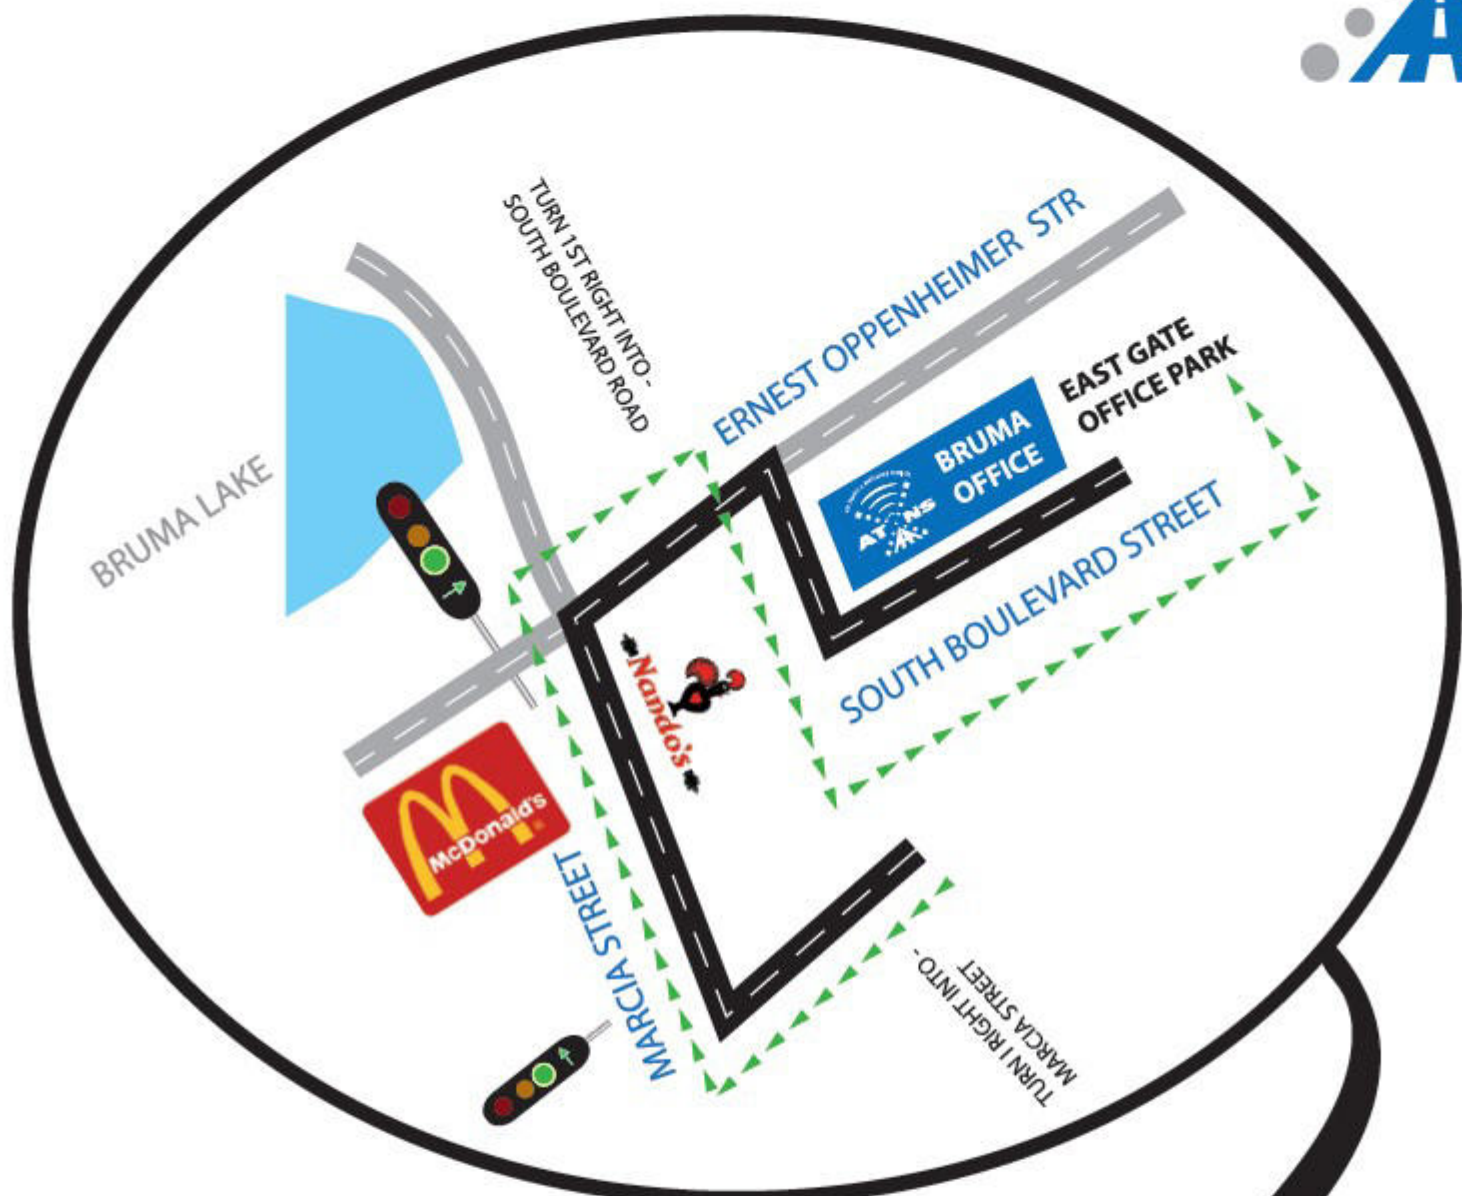 TURN 1ST RIGHT INTO -
SOUTH BOULEVARD ROAD
ERNEST OPPENHEIMER STR
EAST GATE
OFFICE PARK
BRUMA
OFFICE
ATNS
BRUMA LAKE
SOUTH BOULEVARD STREET
Nando's
McDonald's
MARCIA STREET
TURN I RIGHT INTO -
MARCIA STREET